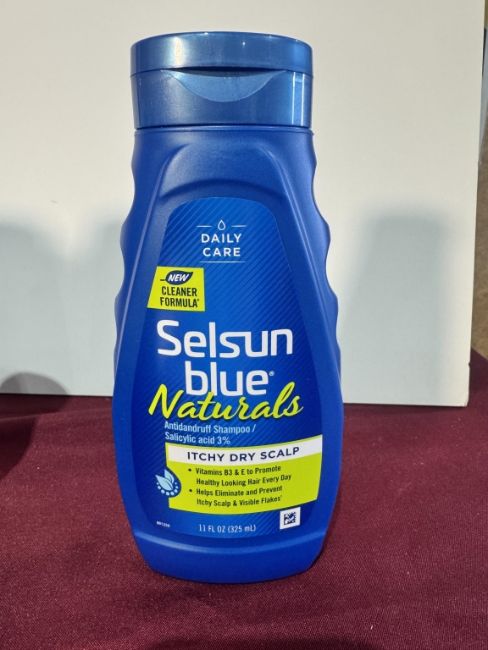 DAILY
CARE
NEW
CLEANER
FORMULA*
Selsun
blue®
Naturals
Antidandruff Shampoo /
Salicylic acid 3%
ITCHY DRY SCALP
• Vitamins B3 & E to Promote
Healthy Looking Hair Every Day
• Helps Eliminate and Prevent
Itchy Scalp & Visible Flakes†
11 FL OZ (325 mL)